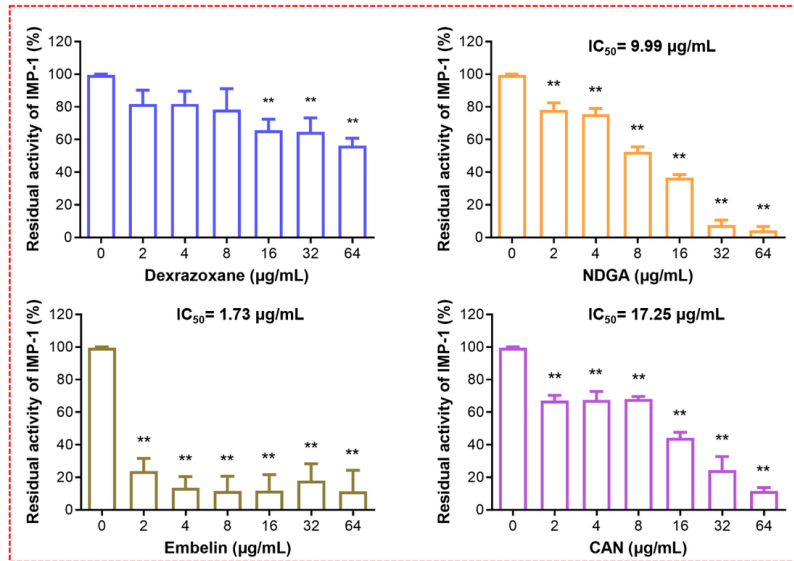 Residual activity of IMP-1 (%)
120
100
80
60
40
20
0
** ** **
0 2 4 8 16 32 64
Dexrazoxane (μg/mL)
Residual activity of IMP-1 (%)
IC50= 9.99 μg/mL
120
100
80
60
40
20
0
** ** ** ** ** **
0 2 4 8 16 32 64
NDGA (μg/mL)
Residual activity of IMP-1 (%)
IC50= 1.73 μg/mL
120
100
80
60
40
20
0
** ** ** ** ** **
0 2 4 8 16 32 64
Embelin (μg/mL)
Residual activity of IMP-1 (%)
IC50= 17.25 μg/mL
120
100
80
60
40
20
0
** ** ** ** ** **
0 2 4 8 16 32 64
CAN (μg/mL)